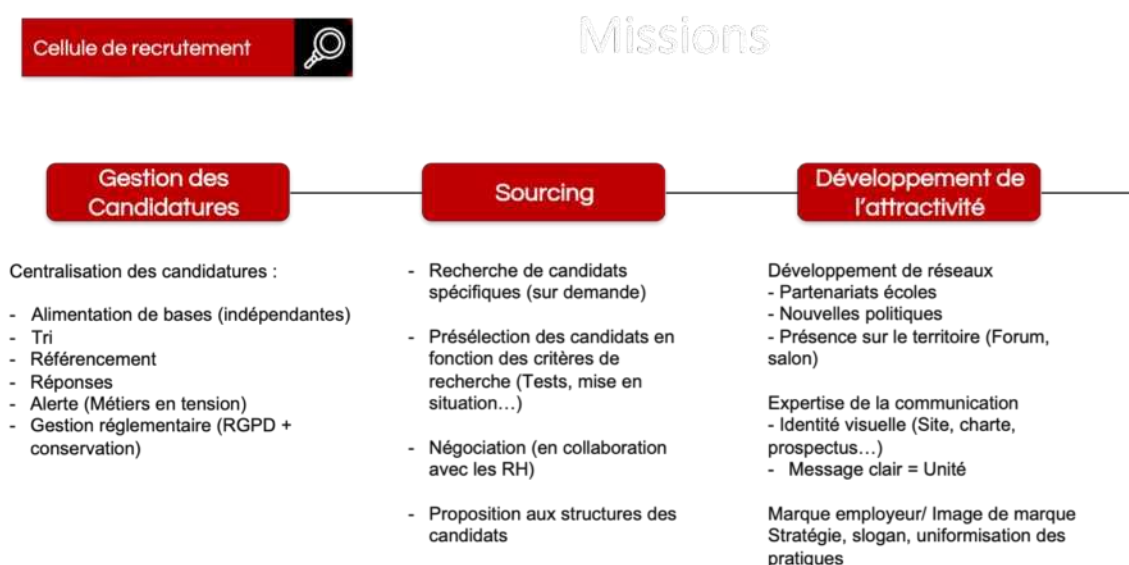 Cellule de recrutement
Missions
Gestion des
Candidatures
Centralisation des candidatures :
- Alimentation de bases (indépendantes)
- Tri
- Référencement
- Réponses
- Alerte (Métiers en tension)
- Gestion réglementaire (RGPD +
conservation)
Sourcing
- Recherche de candidats
spécifiques (sur demande)
- Présélection des candidats en
fonction des critères de
recherche (Tests, mise en
situation…)
- Négociation (en collaboration
avec les RH)
- Proposition aux structures des
candidats
Développement de
l'attractivité
Développement de réseaux
- Partenariats écoles
- Nouvelles politiques
- Présence sur le territoire (Forum,
salon)
Expertise de la communication
- Identité visuelle (Site, charte,
prospectus…)
- Message clair = Unité
Marque employeur/ Image de marque
Stratégie, slogan, uniformisation des
pratiques